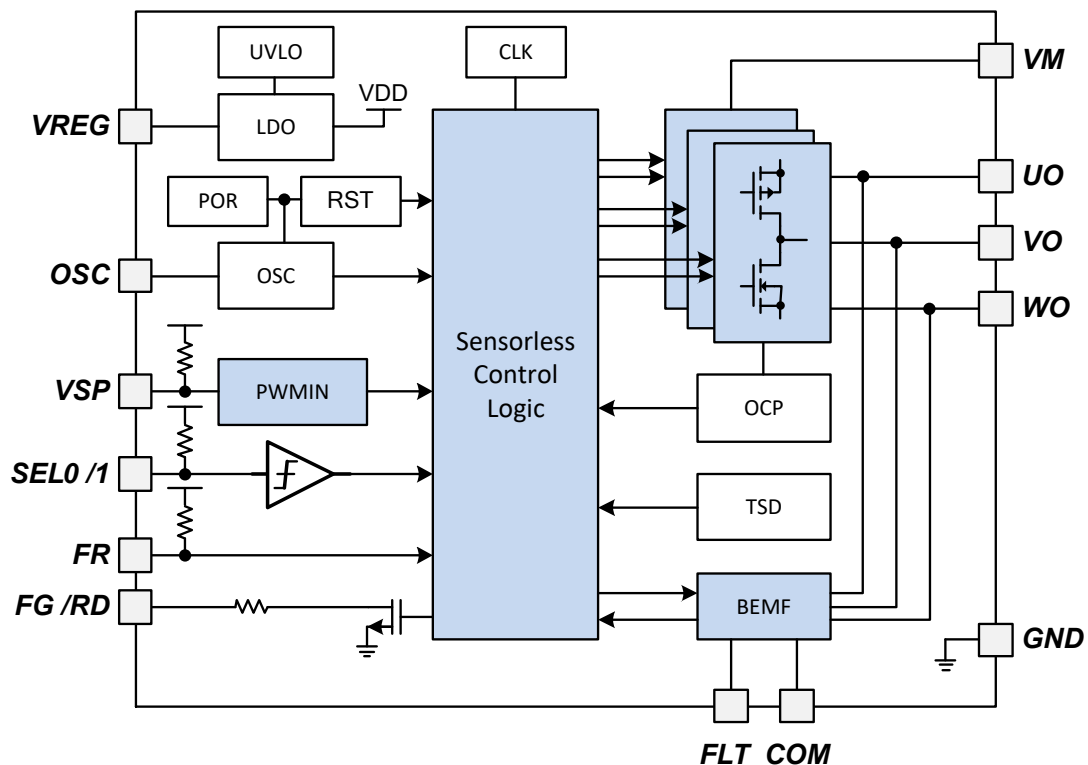 UVLO
CLK
VM
VDD
VREG
LDO
UO
POR
RST
VO
OSC
OSC
WO
Sensorless
Control
Logic
VSP
PWMIN
OCP
SEL0 /1
TSD
FR
FG /RD
BEMF
GND
FLT COM